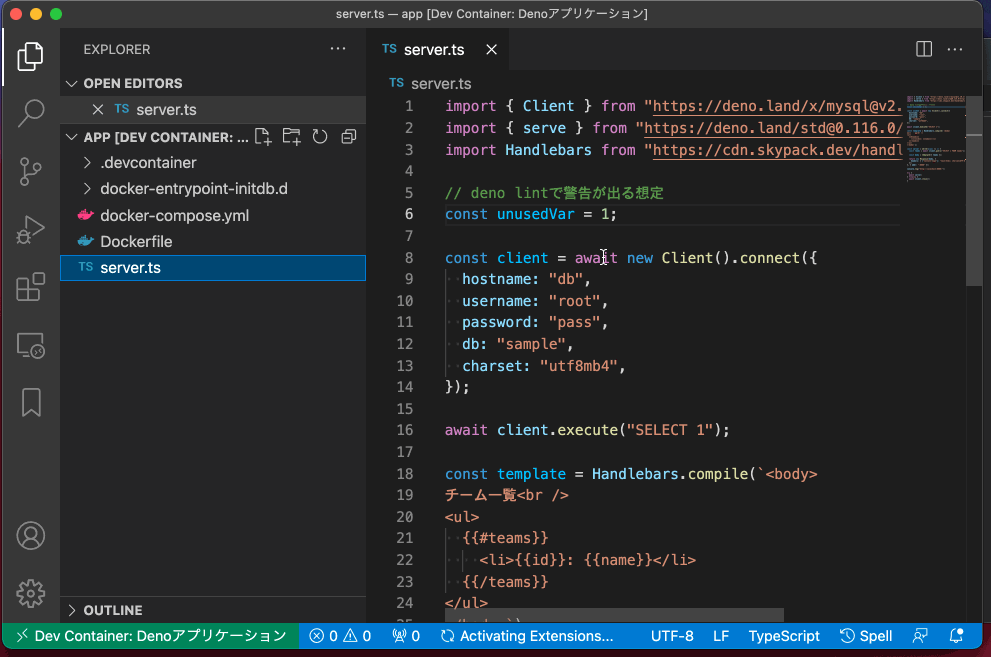 server.ts — app [Dev Container: Denoアプリケーション]
EXPLORER
OPEN EDITORS
TS server.ts
APP [DEV CONTAINER: ...
.devcontainer
docker-entrypoint-initdb.d
docker-compose.yml
Dockerfile
TS server.ts
OUTLINE
TS server.ts
TS server.ts
1 import { Client } from "https://deno.land/x/mysql@v2.
2 import { serve } from "https://deno.land/std@0.116.0/
3 import Handlebars from "https://cdn.skypack.dev/handl
4
5 // deno lintで警告が出る想定
6 const unusedVar = 1;
7
8 const client = await new Client().connect({
9 hostname: "db",
10 username: "root",
11 password: "pass",
12 db: "sample",
13 charset: "utf8mb4",
14 });
15
16 await client.execute("SELECT 1");
17
18 const template = Handlebars.compile(`<body>
19 チーム一覧<br />
20 <ul>
21 {{#teams}}
22 <li>{{id}}: {{name}}</li>
23 {{/teams}}
24 </ul>
Dev Container: Denoアプリケーション 0 0 0 Activating Extensions... UTF-8 LF TypeScript Spell